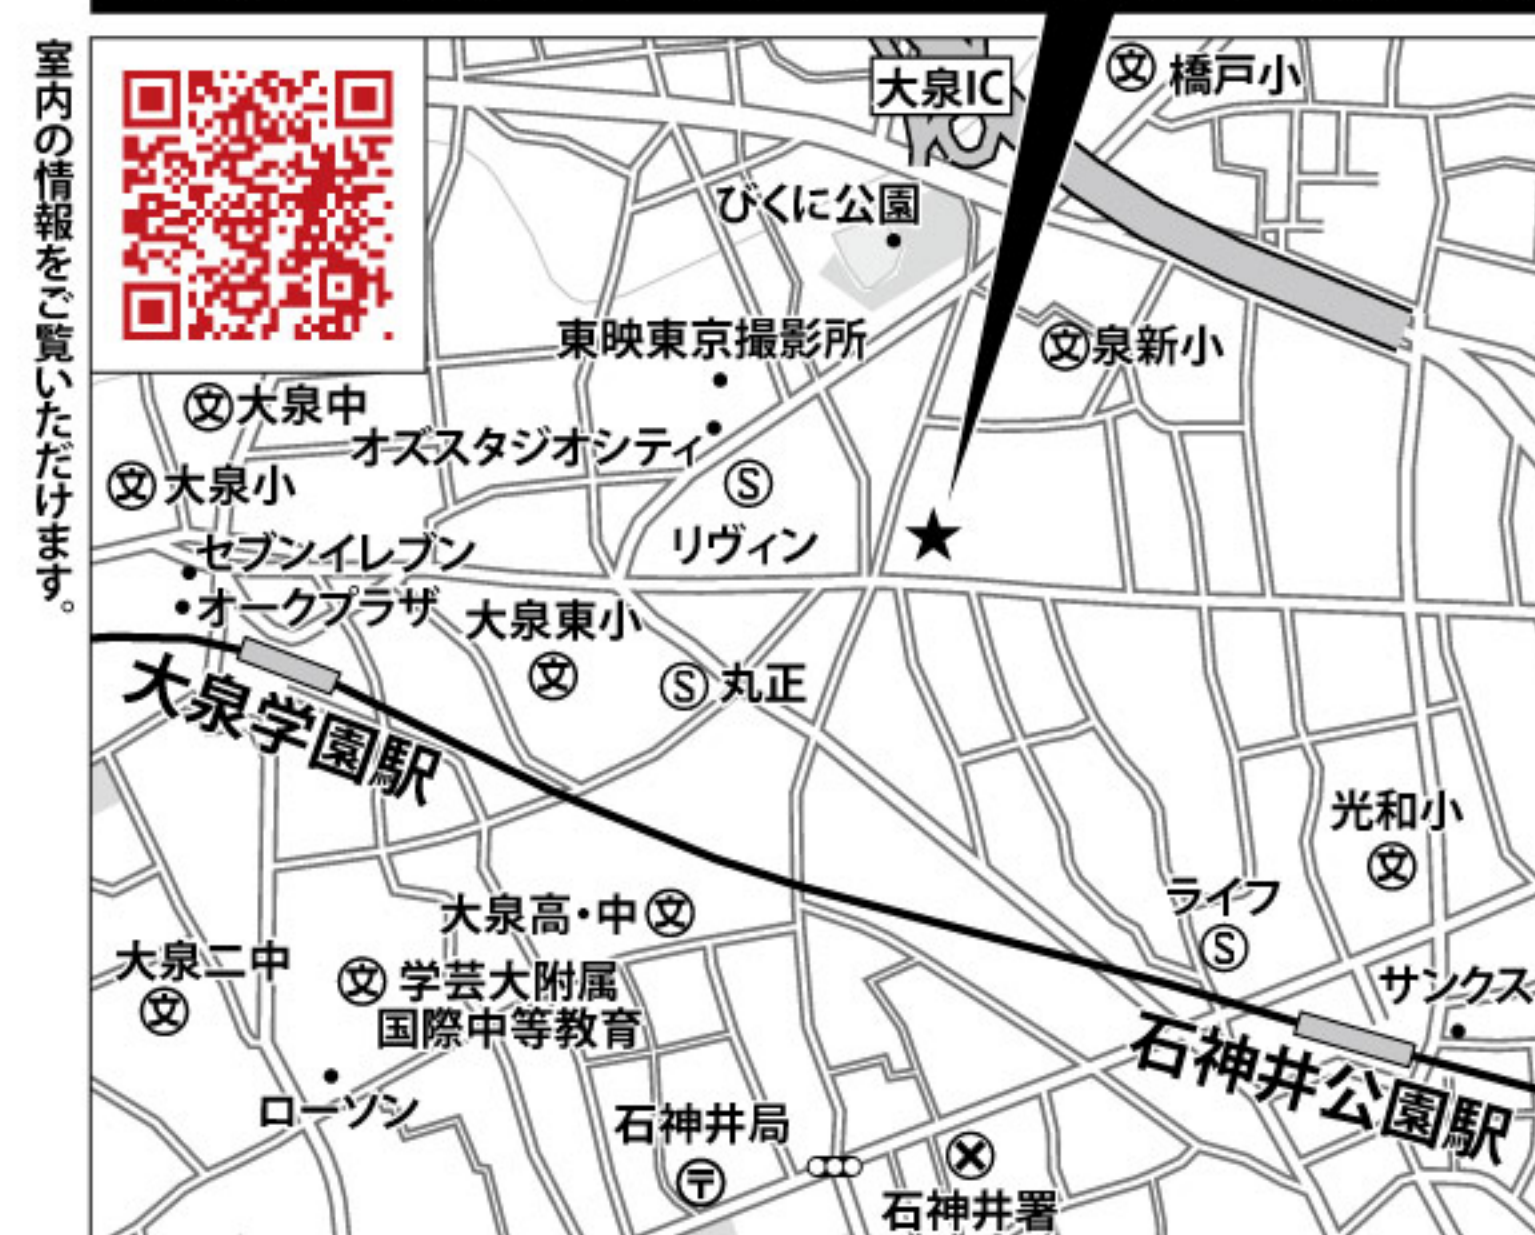 室内の情報をご覧いただけます。
大泉IC
橋戸小
びくに公園
東映東京撮影所
泉新小
大泉中
オズスタジオシティ
大泉小
リヴィン
セブンイレブン
オークプラザ
大泉東小
丸正
大泉学園駅
光和小
ライフ
大泉高・中
大泉二中
学芸大附属
国際中等教育
サンクス
石神井公園駅
ローソン
石神井局
石神井署